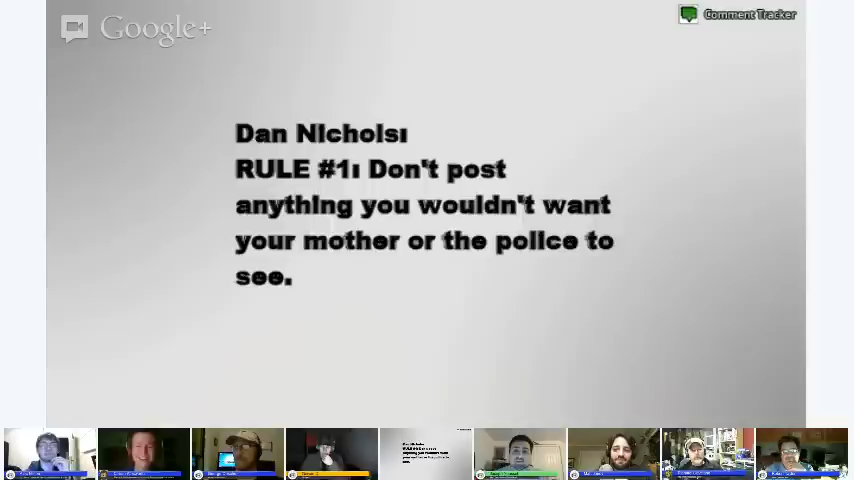 Google+
Comment Tracker
Dan Nichols:
RULE #1: Don't post
anything you wouldn't want
your mother or the police to
see.